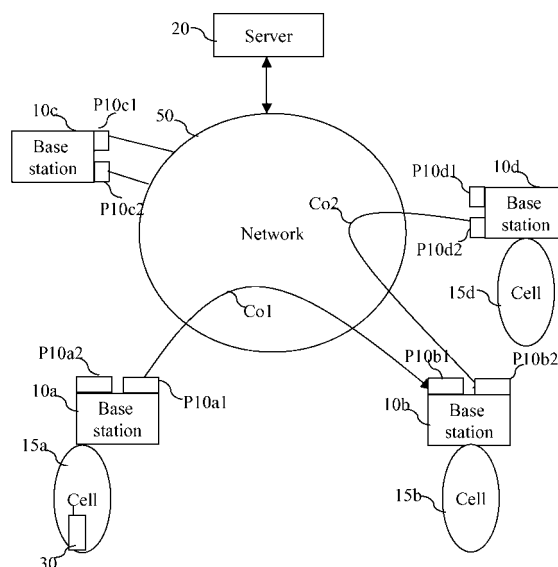 20
Server
P10c1
10c
50
Base
station
P10c2
P10d1
10d
Co2
Base
station
P10d2
Network
15d
Cell
Co1
P10a2
P10b1
P10b2
10a
P10a1
10b
Base
station
Base
station
15a
Cell
15b
Cell
30